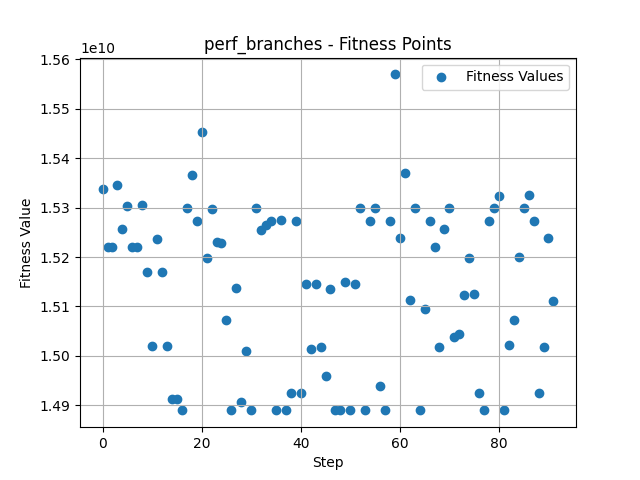 perf_branches - Fitness Points
1e10
Fitness Values
1.56
1.55
1.54
1.53
1.52
1.51
1.50
1.49
Fitness Value
0 20 40 60 80
Step